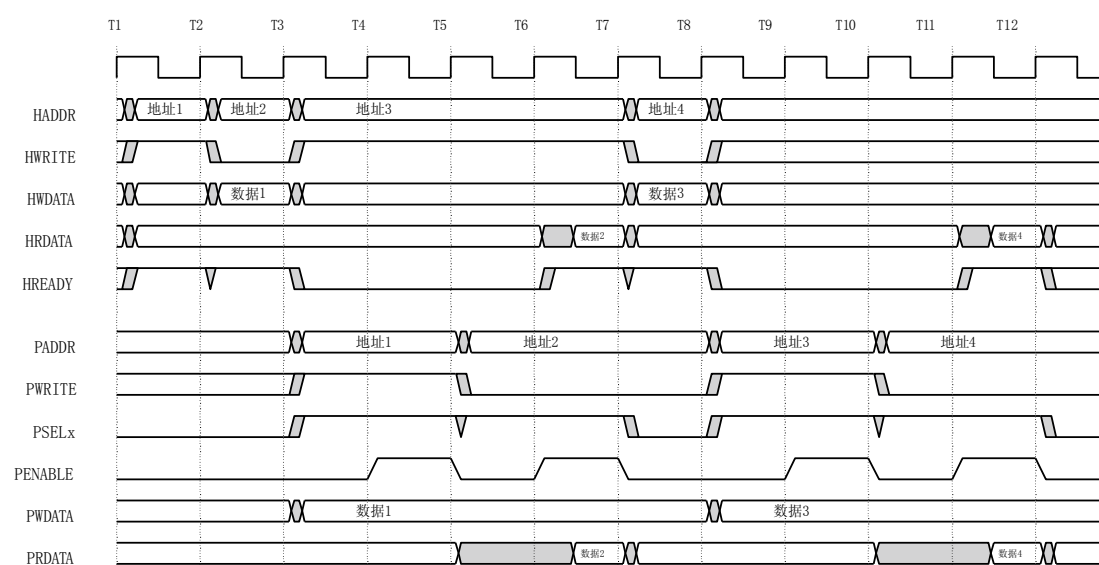 T1 T2 T3 T4 T5 T6 T7 T8 T9 T10 T11 T12
HADDR 地址1 地址2 地址3 地址4
HWRITE
HWDATA 数据1 数据3
HRDATA 数据2 数据4
HREADY
PADDR 地址1 地址2 地址3 地址4
PWRITE
PSELx
PENABLE
PWDATA 数据1 数据3
PRDATA 数据2 数据4